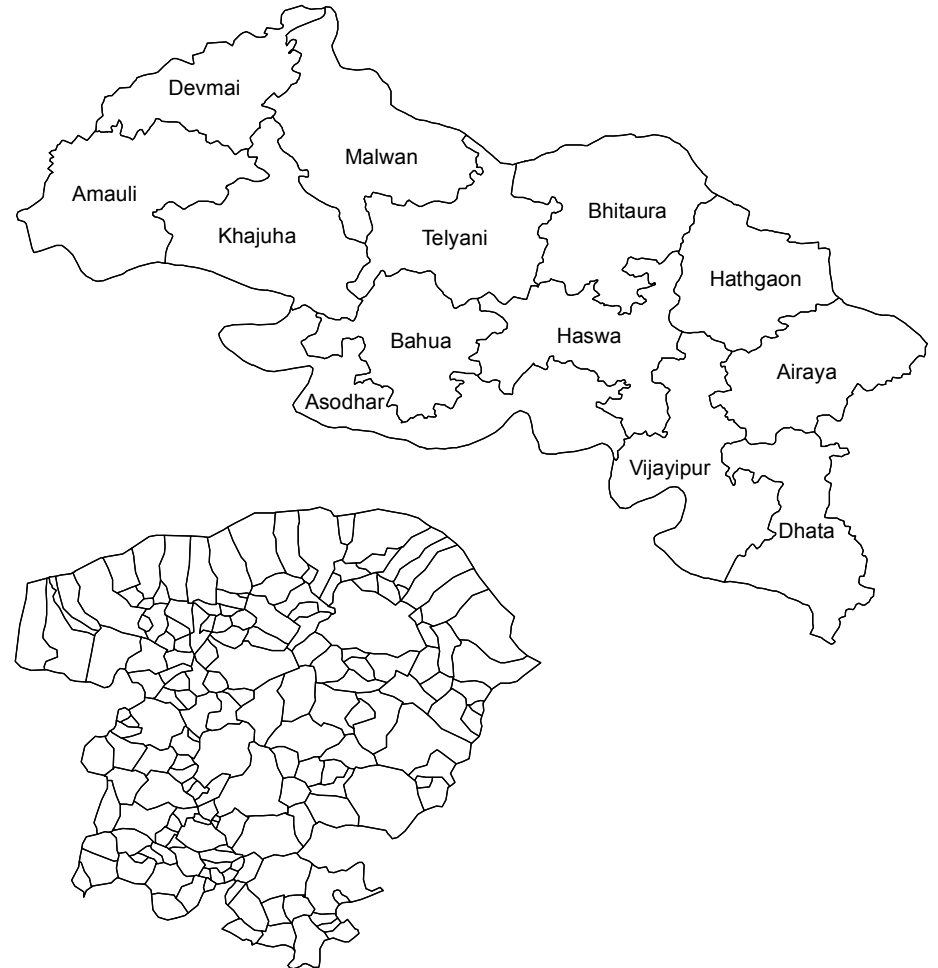 Devmai
Malwan
Amauli
Bhitaura
Khajuha
Telyani
Hathgaon
Haswa
Bahua
Airaya
Asodhar
Vijayipur
Dhata